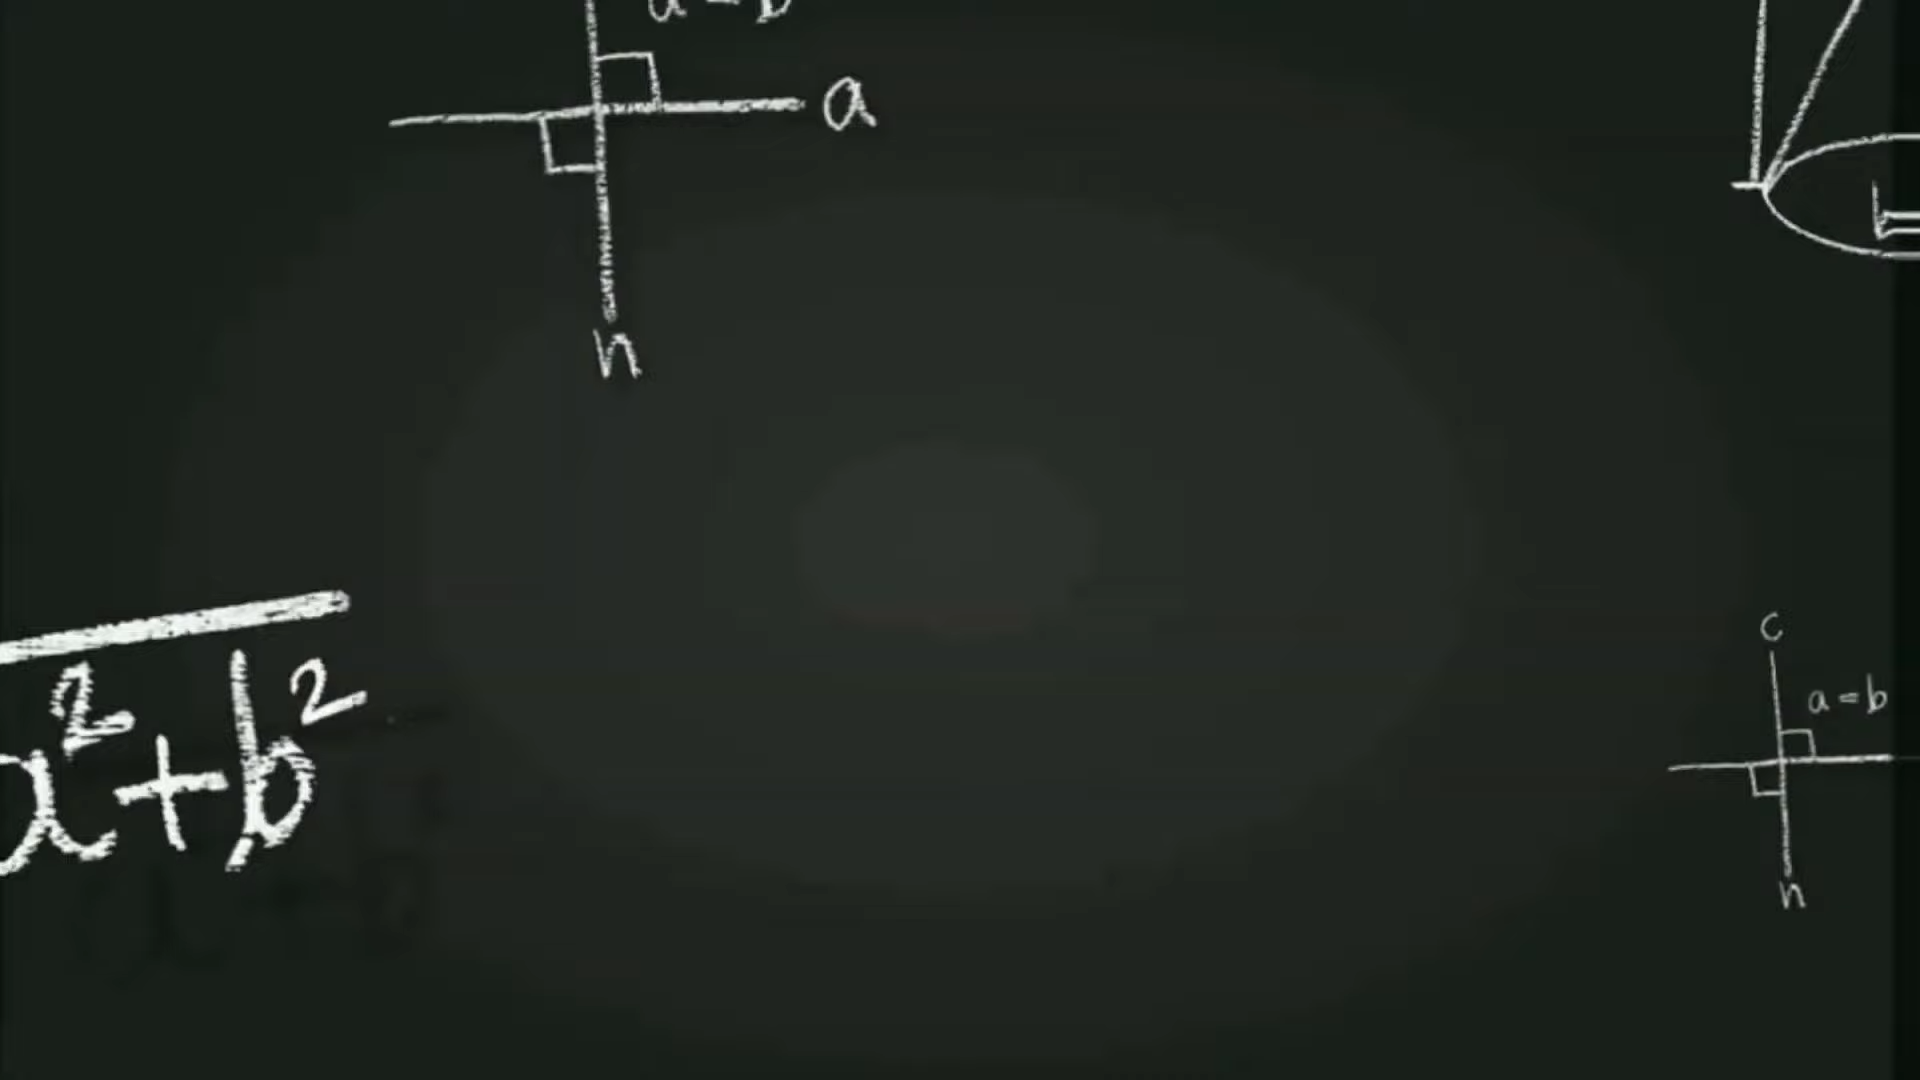 a = b
a
n
a²+b²
c
a = b
n